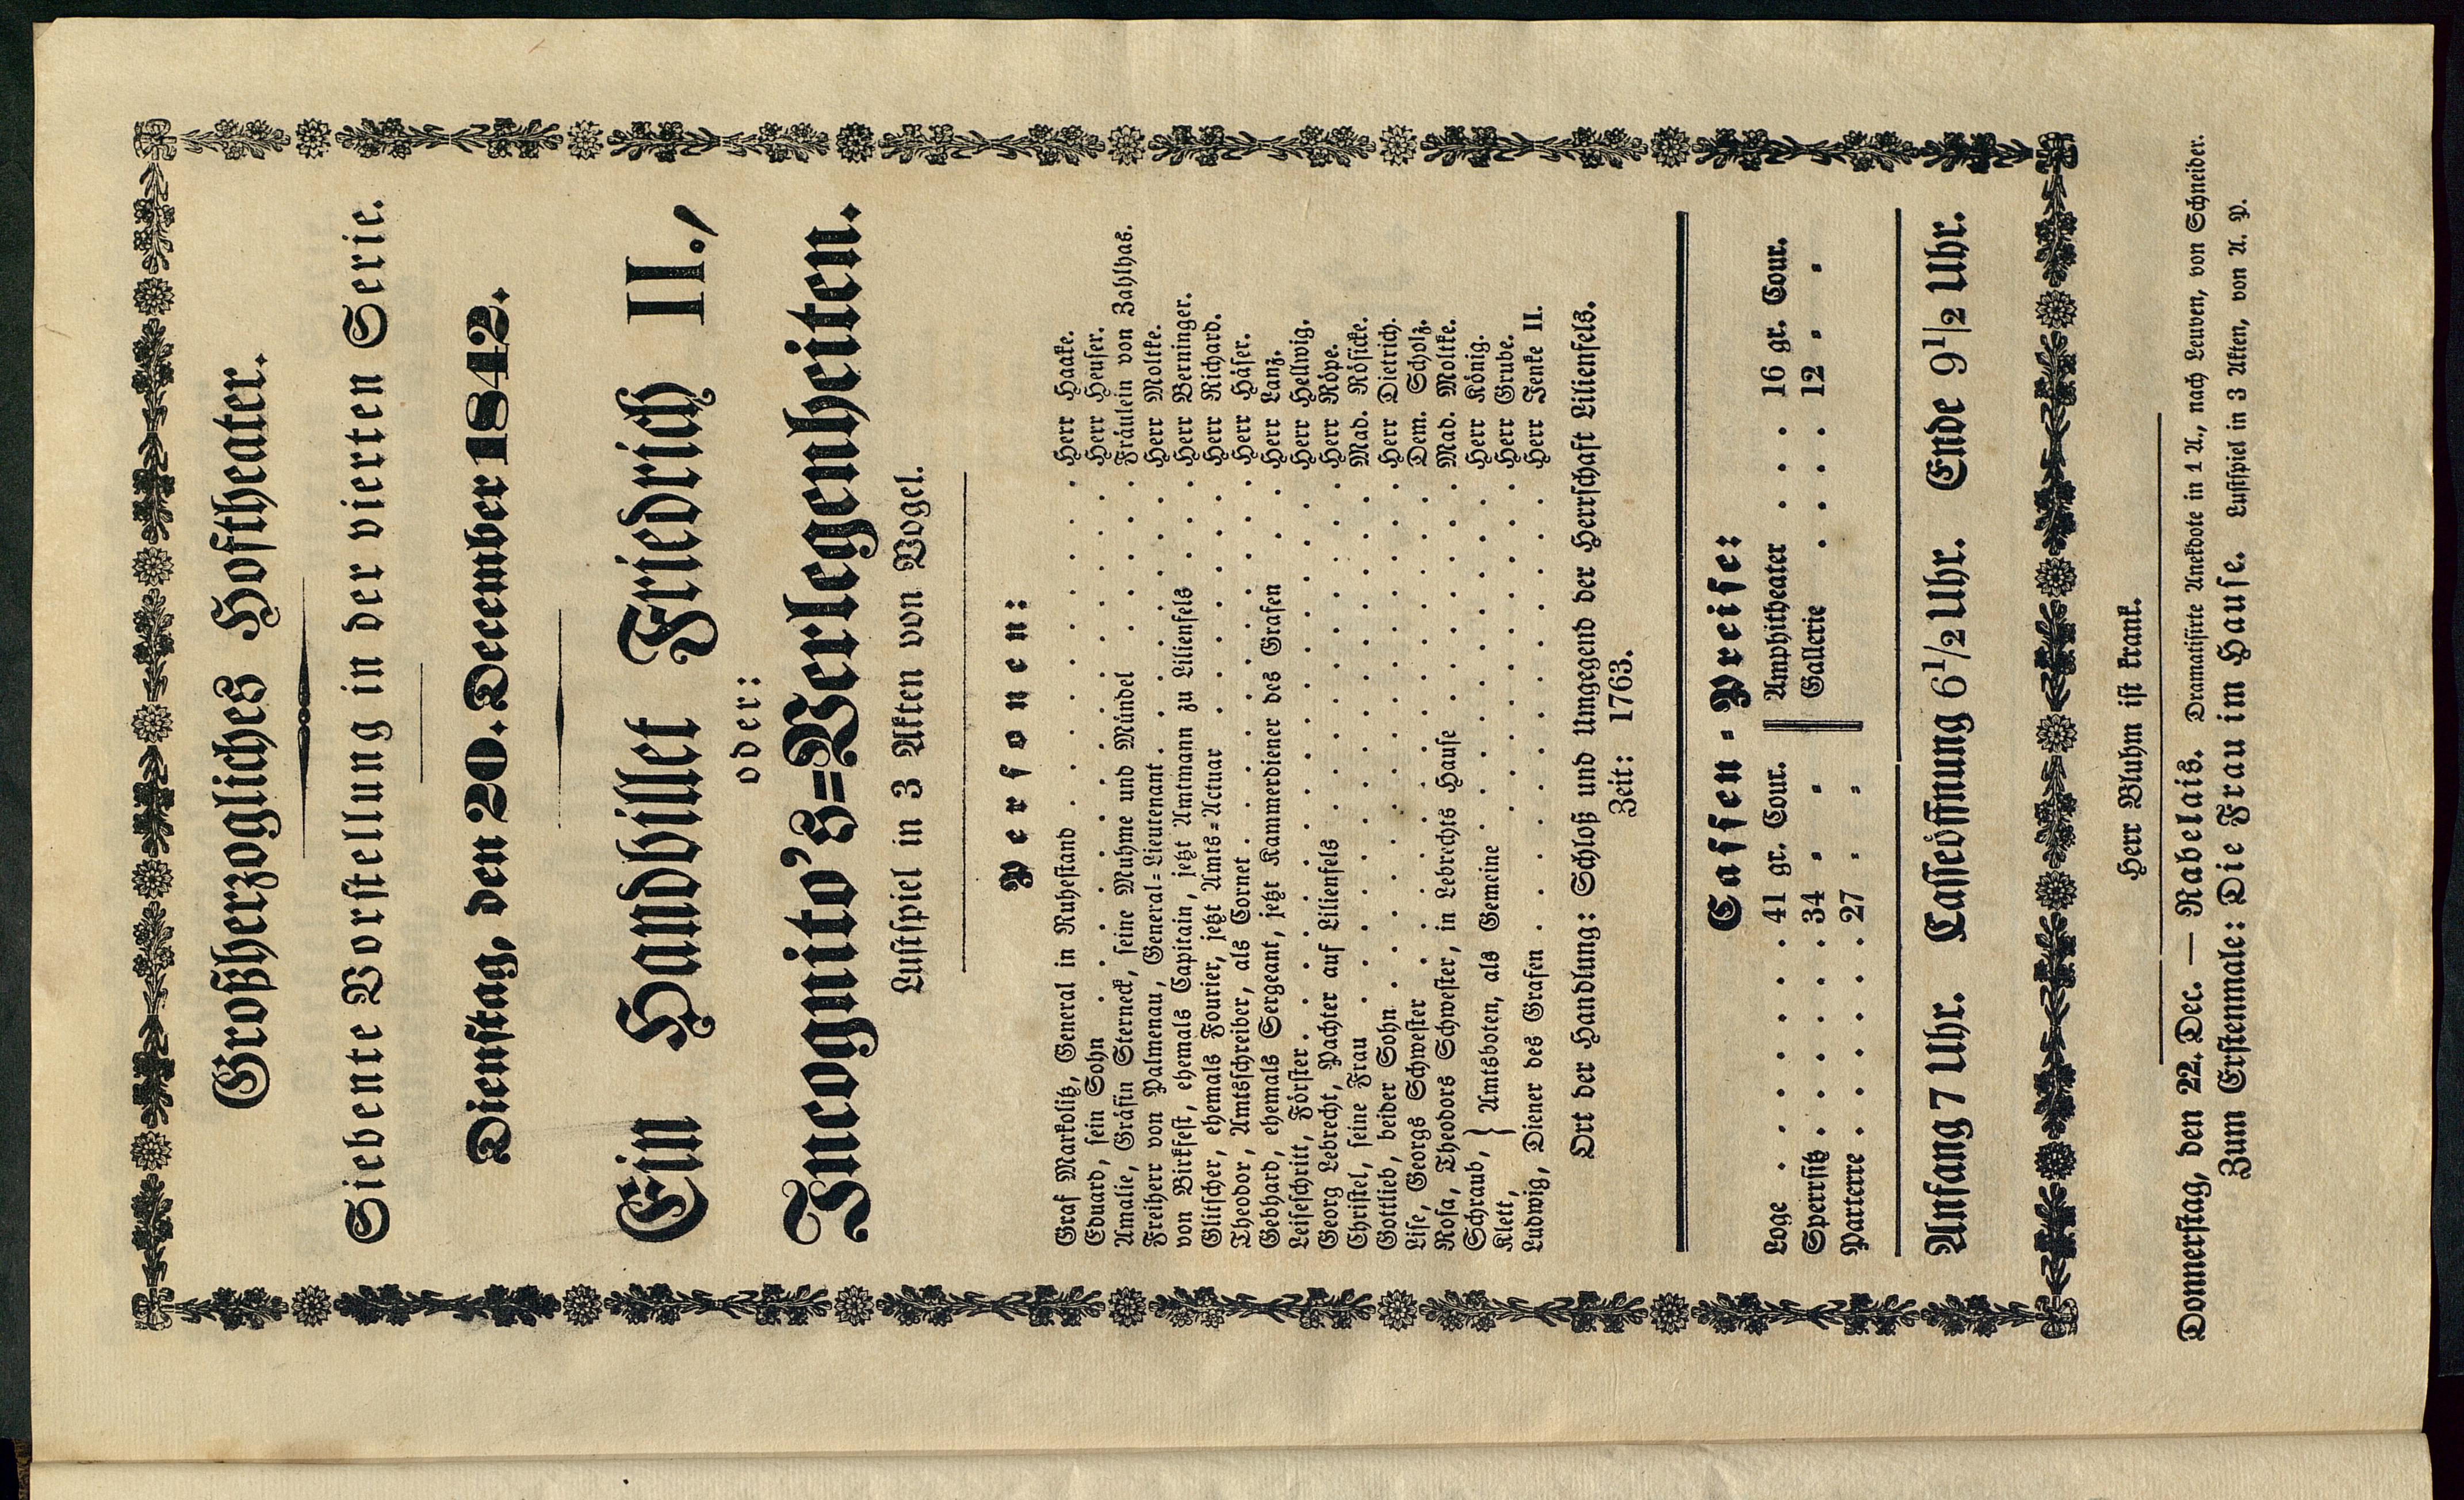 Großherzogliches Hoftheater.
Siebente Vorstellung in der vierten Serie.
Dienstag, den 20. December 1842.
Ein Handbillet Friedrich II.,
oder:
Incognito's=Verlegenheiten.
Lustspiel in 3 Akten von Vogel.
Personen:
Graf Markolitz, General in Ruhestand . . . . . . . . . Herr Haake.
Eduard, sein Sohn . . . . . . . . . Herr Heuser.
Amalie, Gräfin Sterneck, seine Muhme und Mündel . . . . . Fräulein von Zahlhas.
Freiherr von Palmenau, General=Lieutenant . . . . . . . Herr Moltke.
von Birkfest, ehemals Capitain, jetzt Amtmann zu Lilienfels . . . Herr Berninger.
Glitscher, ehemals Fourier, jetzt Amts=Actuar . . . . . . . Herr Richard.
Theodor, Amtsschreiber, als Cornet . . . . . . . . . Herr Häser.
Gebhard, ehemals Sergeant, jetzt Kammerdiener des Grafen . . . Herr Lanz.
Leiseschritt, Förster . . . . . . . . . Herr Hellwig.
Georg Lebrecht, Pachter auf Lilienfels . . . . . . . . . Herr Röpe.
Christel, seine Frau . . . . . . . . . Mad. Rösicke.
Gottlieb, beider Sohn . . . . . . . . . Herr Dietrich.
Lise, Georgs Schwester . . . . . . . . . Dem. Scholz.
Rosa, Theodors Schwester, in Lebrechts Hause . . . . . . . Mad. Moltke.
Schraub, } Amtsboten, als Gemeine . . . . . . . . . Herr König.
Klett, . . . . . . . . . Herr Grube.
Ludwig, Diener des Grafen . . . . . . . . . Herr Jenke II.
Ort der Handlung: Schloß und Umgegend der Herrschaft Lilienfels.
Zeit: 1763.
Cassen=Preise:
Loge . . . . . . 41 gr. Cour. Amphitheater . . . 16 gr. Cour.
Sperrsitz . . . . . . 34 = = Gallerie . . . . 12 = =
Parterre . . . . . . 27 = =
Anfang 7 Uhr. Casseöffnung 6 1/2 Uhr. Ende 9 1/2 Uhr.
Herr Bluhm ist krank.
Donnerstag, den 22. Dec. — Rabelais. Dramatisirte Anekdote in 1 A., nach Leuven, von Schneider.
Zum Erstenmale: Die Frau im Hause. Lustspiel in 3 Akten, von A. P.